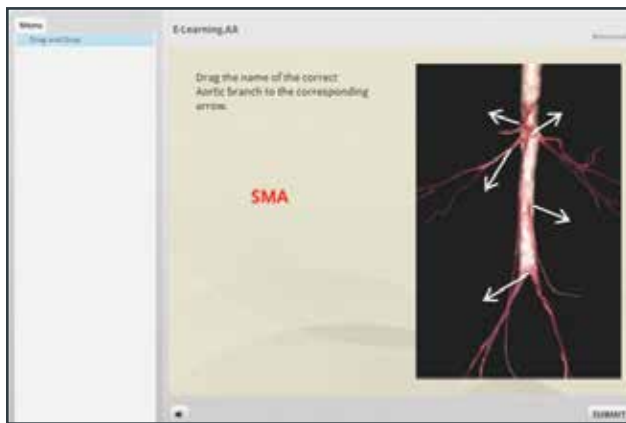 Menu
Drag and Drop
E-Learning,AA
Drag the name of the correct
Aortic branch to the corresponding
arrow.
SMA
SUBMIT